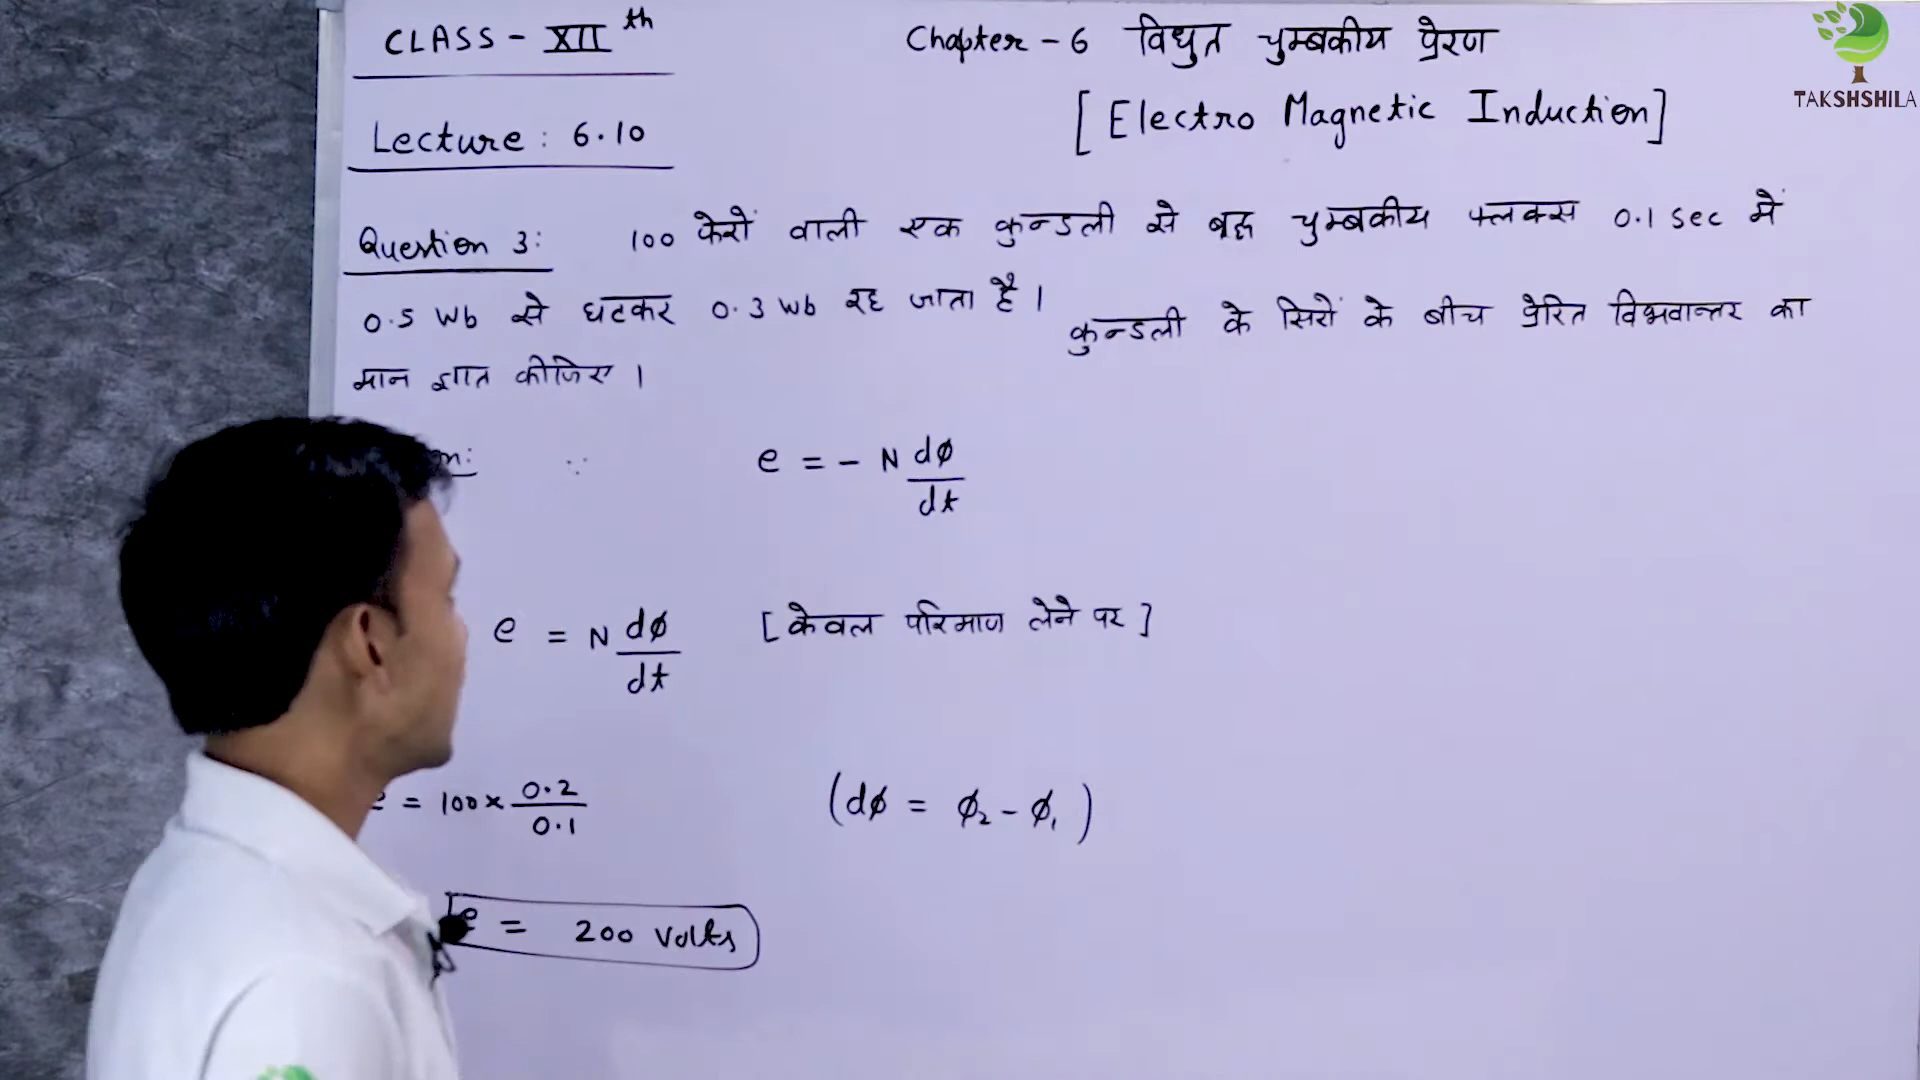 CLASS - XII th
Chapter - 6 विधुत चुम्बकीय प्रेरण
TAKSHSHILA
[Electro Magnetic Induction]
Lecture : 6.10
Question 3: 100 फेरों वाली एक कुन्डली से बद्ध चुम्बकीय फ्लक्स 0.1 sec में
0.5 Wb से घटकर 0.3 Wb रह जाता है। कुन्डली के सिरों के बीच प्रेरित विभवान्तर का
मान ज्ञात कीजिए।
∵ e = - N dφ/dt
e = N dφ/dt [केवल परिमाण लेने पर]
e = 100 × 0.2/0.1 (dφ = φ₂ - φ₁)
e = 200 volts